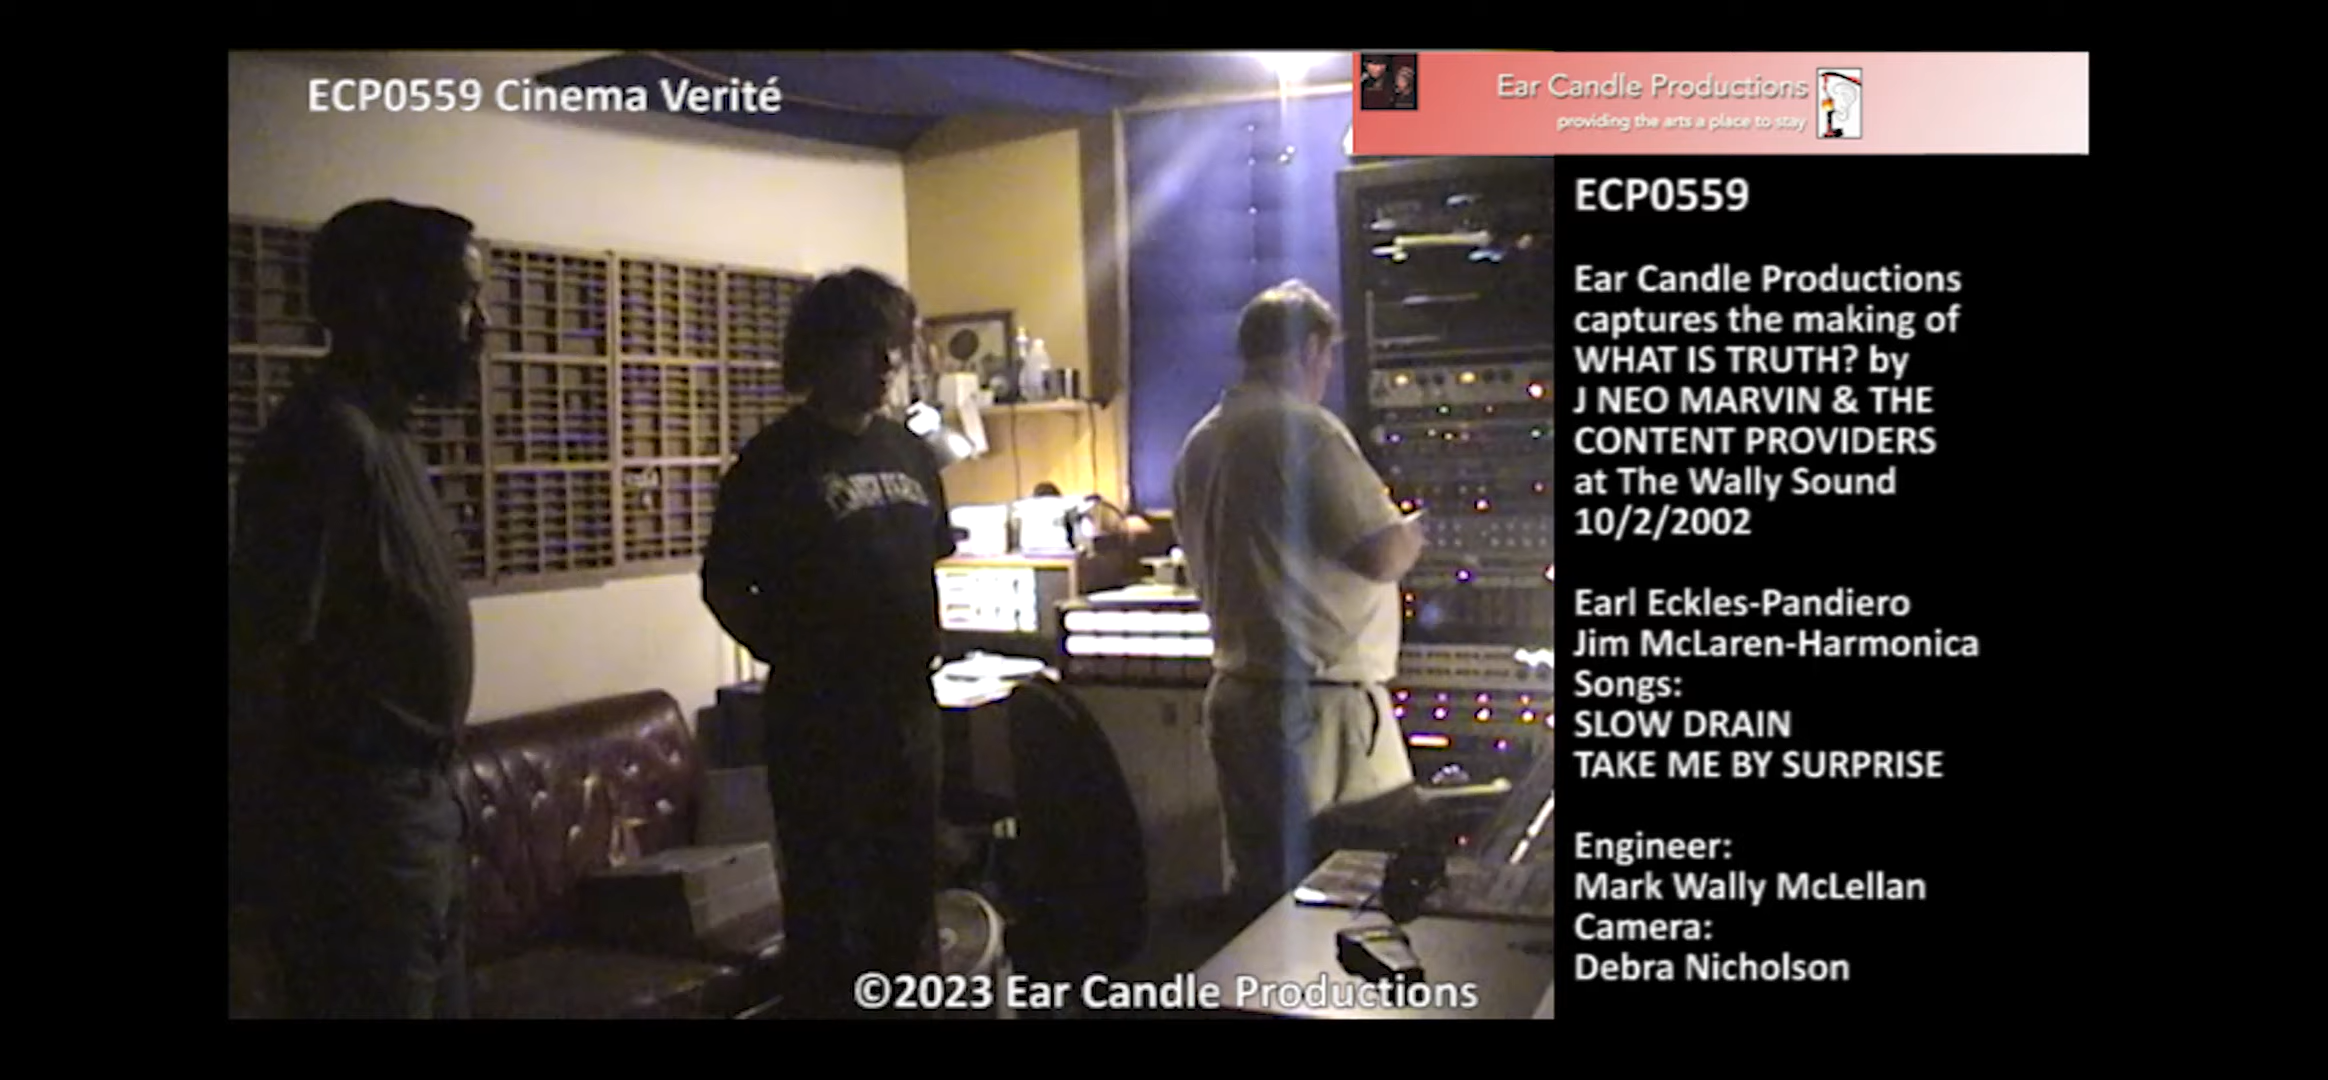 ECP0559 Cinema Verité
Ear Candle Productions
providing the arts a place to stay
ECP0559
Ear Candle Productions
captures the making of
WHAT IS TRUTH? by
J NEO MARVIN & THE
CONTENT PROVIDERS
at The Wally Sound
10/2/2002
Earl Eckles-Pandiero
Jim McLaren-Harmonica
Songs:
SLOW DRAIN
TAKE ME BY SURPRISE
Engineer:
Mark Wally McLellan
Camera:
Debra Nicholson
©2023 Ear Candle Productions